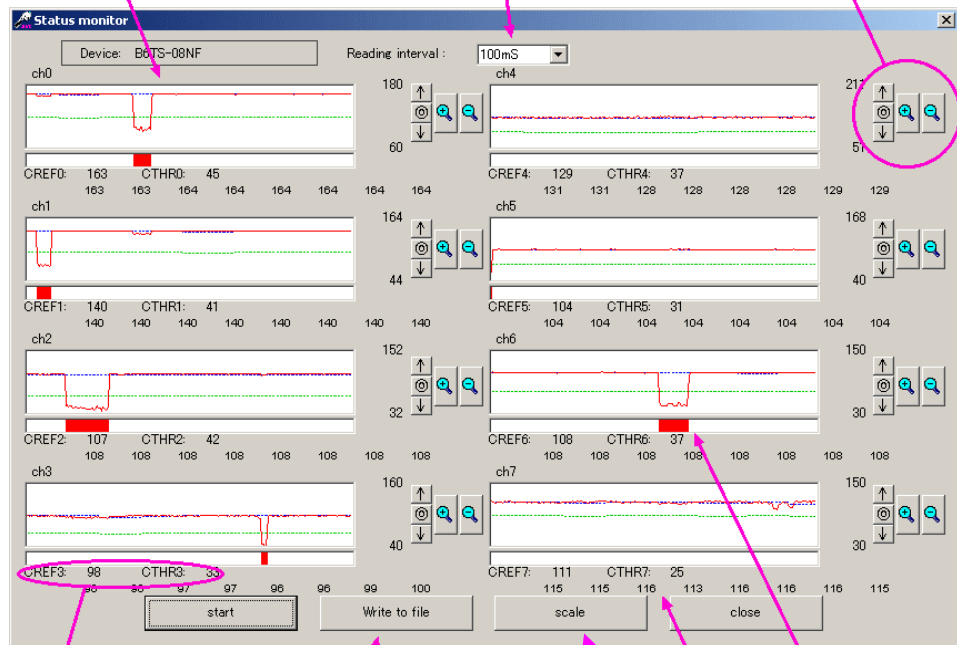 Status monitor
Device: B6TS-08NF
Reading interval : 100mS
ch0
180
60
CREF0: 163 CTHR0: 45
163 163 164 164 164 164 164 164
ch1
164
44
CREF1: 140 CTHR1: 41
140 140 140 140 140 140 140 140
ch2
152
32
CREF2: 107 CTHR2: 42
108 108 108 108 108 108 108 108
ch3
160
40
CREF3: 98 CTHR3: 33
98 98 97 97 96 96 99 100
ch4
211
51
CREF4: 129 CTHR4: 37
131 131 128 128 128 128 129 129
ch5
168
40
CREF5: 104 CTHR5: 31
104 104 104 104 104 104 104 104
ch6
150
30
CREF6: 108 CTHR6: 37
108 108 108 108 108 108 108 108
ch7
150
30
CREF7: 111 CTHR7: 25
115 115 116 113 116 116 116 115
start
Write to file
scale
close